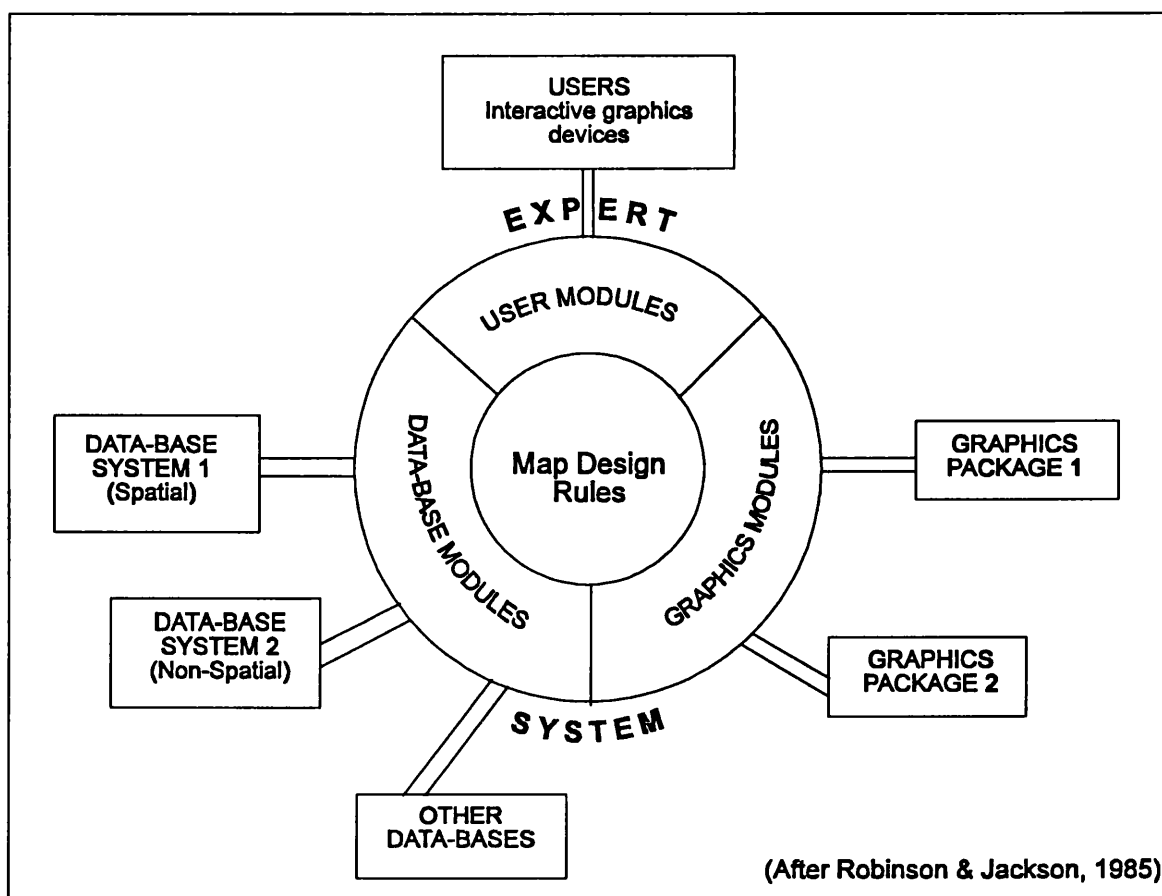 USERS
Interactive graphics
devices
EXPERT
USER MODULES
DATA-BASE
SYSTEM 1
(Spatial)
DATA-BASE MODULES
Map Design
Rules
GRAPHICS MODULES
GRAPHICS
PACKAGE 1
DATA-BASE
SYSTEM 2
(Non-Spatial)
GRAPHICS
PACKAGE 2
SYSTEM
OTHER
DATA-BASES
(After Robinson & Jackson, 1985)